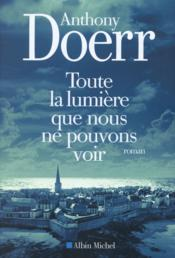 Anthony
Doerr
Toute
la lumière
que nous
ne pouvons
voir
roman
Albin Michel